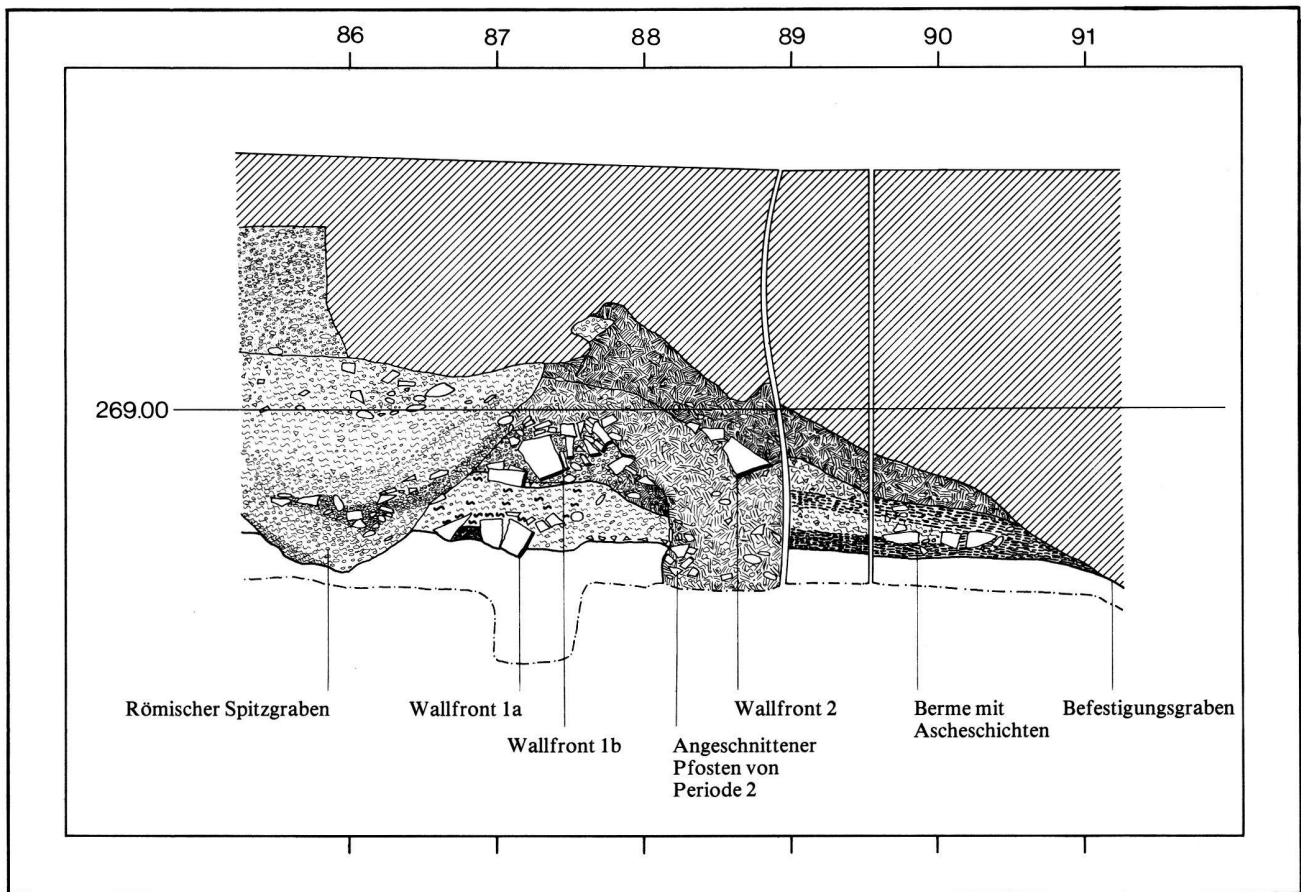 86 87 88 89 90 91
269.00
Römischer Spitzgraben
Wallfront 1a
Wallfront 1b
Angeschnittener
Pfosten von
Periode 2
Wallfront 2
Berme mit
Ascheschichten
Befestigungsgraben